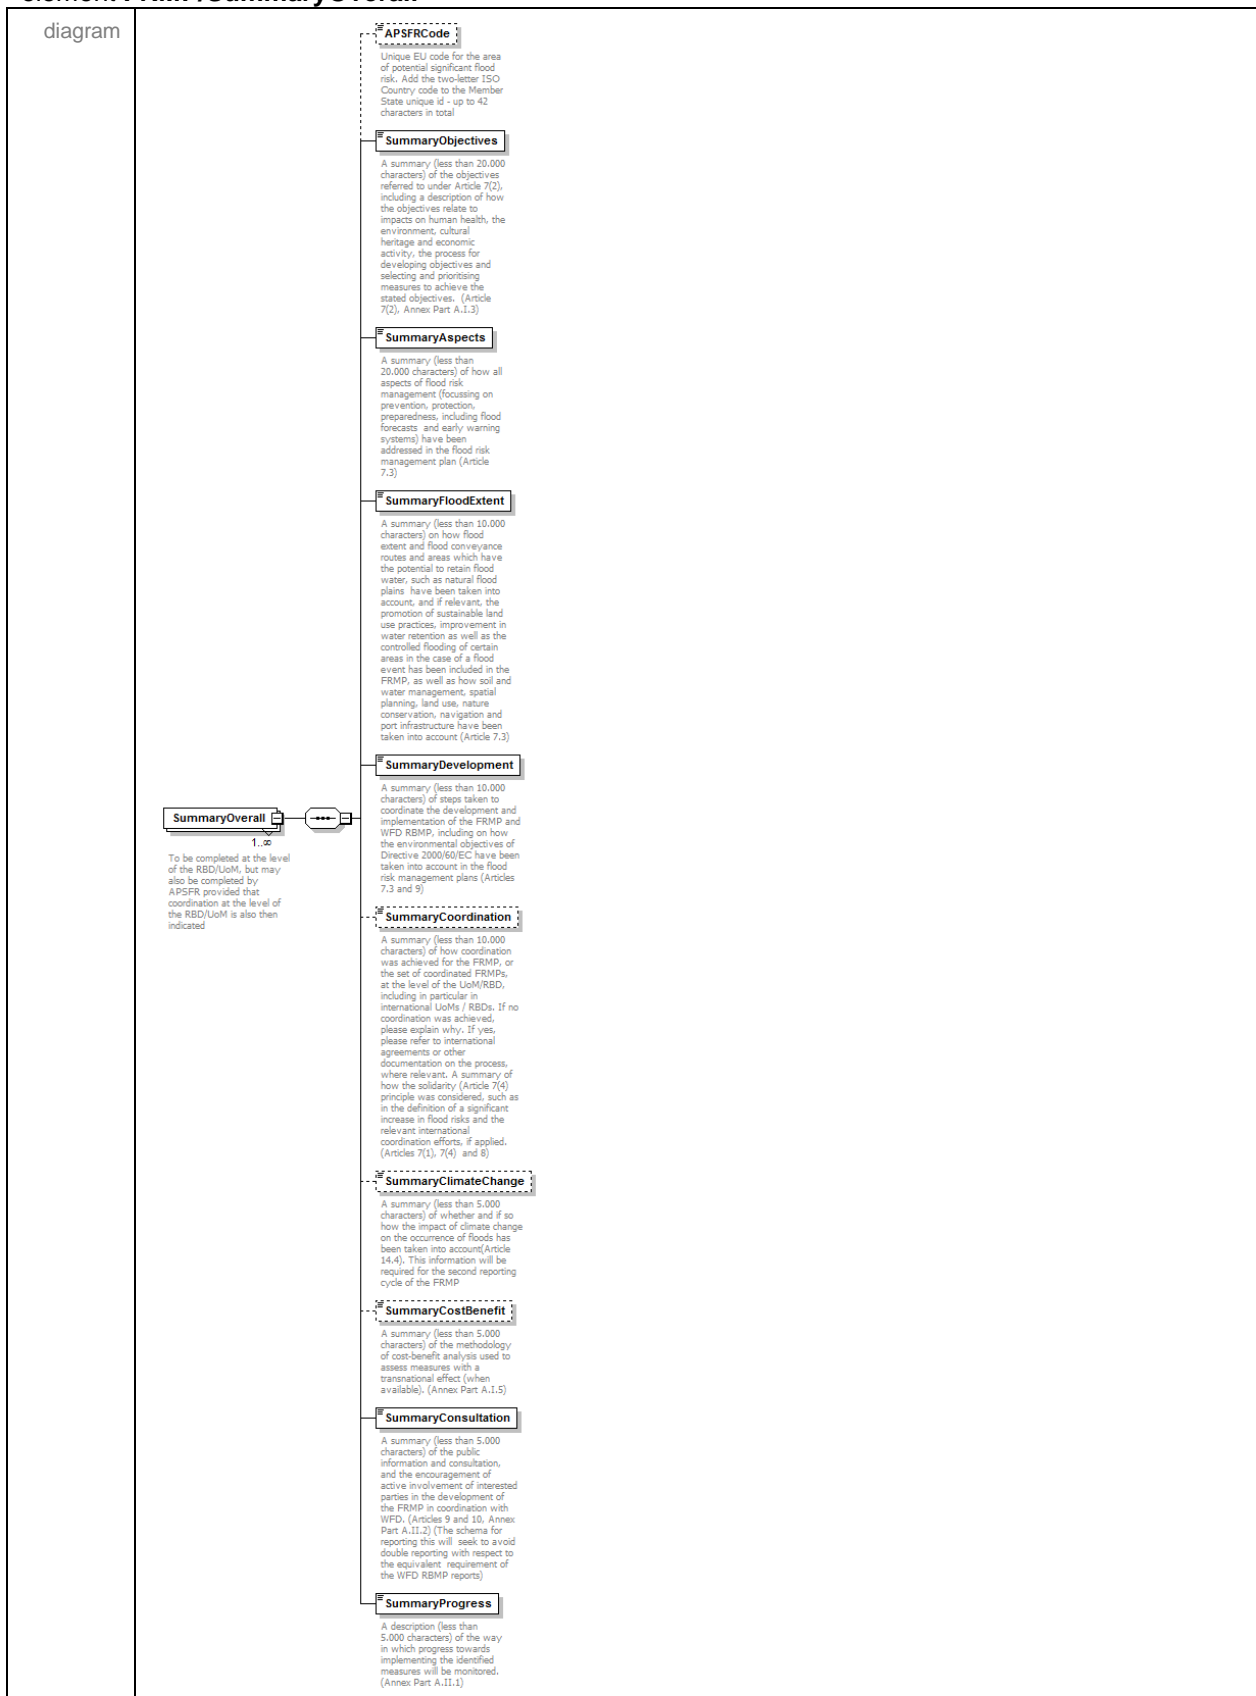 element FRMP/SummaryOverall
diagram
APSFRCode
Unique EU code for the area
of potential significant flood
risk. Add the two-letter ISO
Country code to the Member
State unique id - up to 42
characters in total
SummaryObjectives
A summary (less than 20.000
characters) of the objectives
referred to under Article 7(2),
including a description of how
the objectives relate to
impacts on human health, the
environment, cultural
heritage and economic
activity, the process for
developing objectives and
selecting and prioritising
measures to achieve the
stated objectives.  (Article
7(2), Annex Part A.I.3)
SummaryAspects
A summary (less than
20.000 characters) of how all
aspects of flood risk
management (focussing on
prevention, protection,
preparedness, including flood
forecasts  and early warning
systems) have been
addressed in the flood risk
management plan (Article
7.3)
SummaryFloodExtent
A summary (less than 10.000
characters) on how flood
extent and flood conveyance
routes and areas which have
the potential to retain flood
water, such as natural flood
plains  have been taken into
account, and if relevant, the
promotion of sustainable land
use practices, improvement in
water retention as well as the
controlled flooding of certain
areas in the case of a flood
event has been included in the
FRMP, as well as how soil and
water management, spatial
planning, land use, nature
conservation, navigation and
port infrastructure have been
taken into account (Article 7.3)
SummaryDevelopment
A summary (less than 10.000
characters) of steps taken to
coordinate the development and
implementation of the FRMP and
WFD RBMP, including on how
the environmental objectives of
Directive 2000/60/EC have been
taken into account in the flood
risk management plans (Articles
7.3 and 9)
SummaryOverall
1..∞
To be completed at the level
of the RBD/UoM, but may
also be completed by
APSFR provided that
coordination at the level of
the RBD/UoM is also then
indicated
SummaryCoordination
A summary (less than 10.000
characters) of how coordination
was achieved for the FRMP, or
the set of coordinated FRMPs,
at the level of the UoM/RBD,
including in particular in
international UoMs / RBDs. If no
coordination was achieved,
please explain why. If yes,
please refer to international
agreements or other
documentation on the process,
where relevant. A summary of
how the solidarity (Article 7(4)
principle was considered, such as
in the definition of a significant
increase in flood risks and the
relevant international
coordination efforts, if applied.
(Articles 7(1), 7(4)  and 8)
SummaryClimateChange
A summary (less than 5.000
characters) of whether and if so
how the impact of climate change
on the occurrence of floods has
been taken into account(Article
14.4). This information will be
required for the second reporting
cycle of the FRMP
SummaryCostBenefit
A summary (less than 5.000
characters) of the methodology
of cost-benefit analysis used to
assess measures with a
transnational effect (when
available). (Annex Part A.I.5)
SummaryConsultation
A summary (less than 5.000
characters) of the public
information and consultation,
and the encouragement of
active involvement of interested
parties in the development of
the FRMP in coordination with
WFD. (Articles 9 and 10, Annex
Part A.II.2) (The schema for
reporting this will  seek to avoid
double reporting with respect to
the equivalent  requirement of
the WFD RBMP reports)
SummaryProgress
A description (less than
5.000 characters) of the way
in which progress towards
implementing the identified
measures will be monitored.
(Annex Part A.II.1)